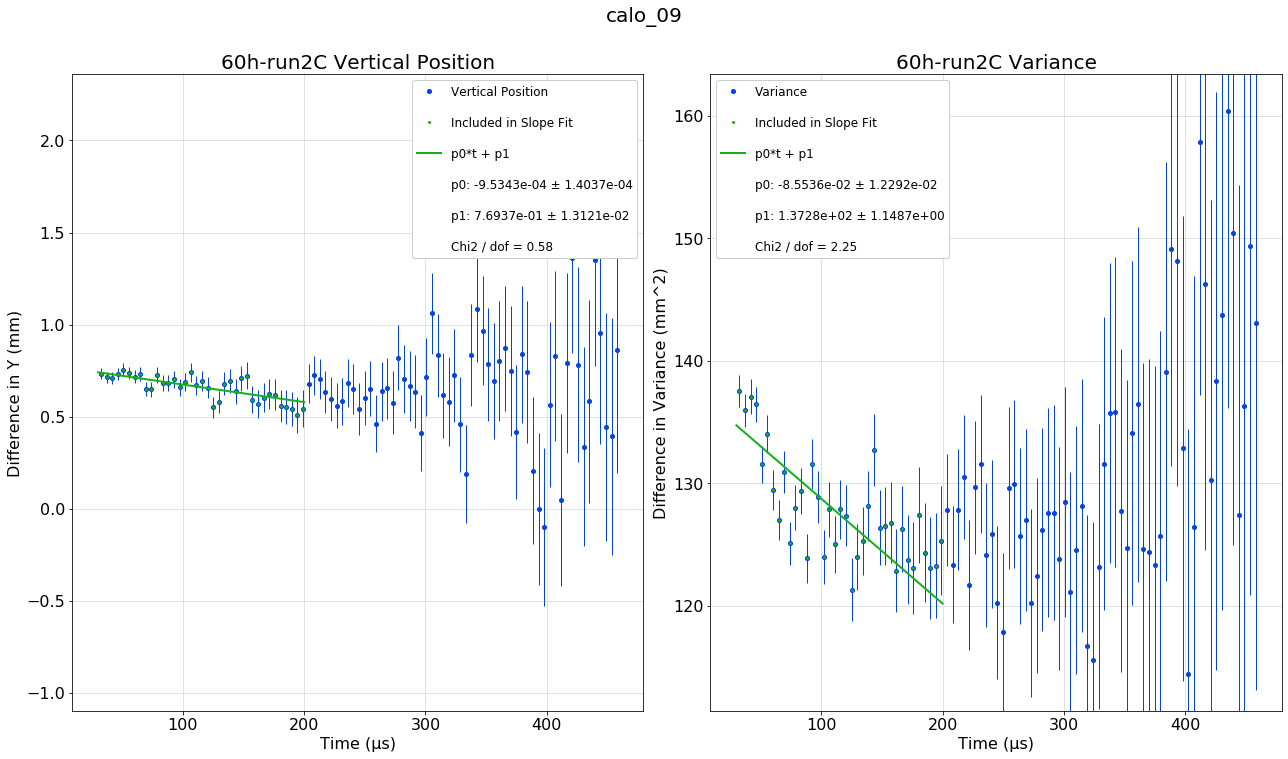 calo_09
60h-run2C Vertical Position
Difference in Y (mm)
2.0
1.5
1.0
0.5
0.0
−0.5
−1.0
100
200
300
400
Time (µs)
Vertical Position
Included in Slope Fit
p0*t + p1
p0: -9.5343e-04 ± 1.4037e-04
p1: 7.6937e-01 ± 1.3121e-02
Chi2 / dof = 0.58
60h-run2C Variance
Difference in Variance (mm^2)
160
150
140
130
120
100
200
300
400
Time (µs)
Variance
Included in Slope Fit
p0*t + p1
p0: -8.5536e-02 ± 1.2292e-02
p1: 1.3728e+02 ± 1.1487e+00
Chi2 / dof = 2.25